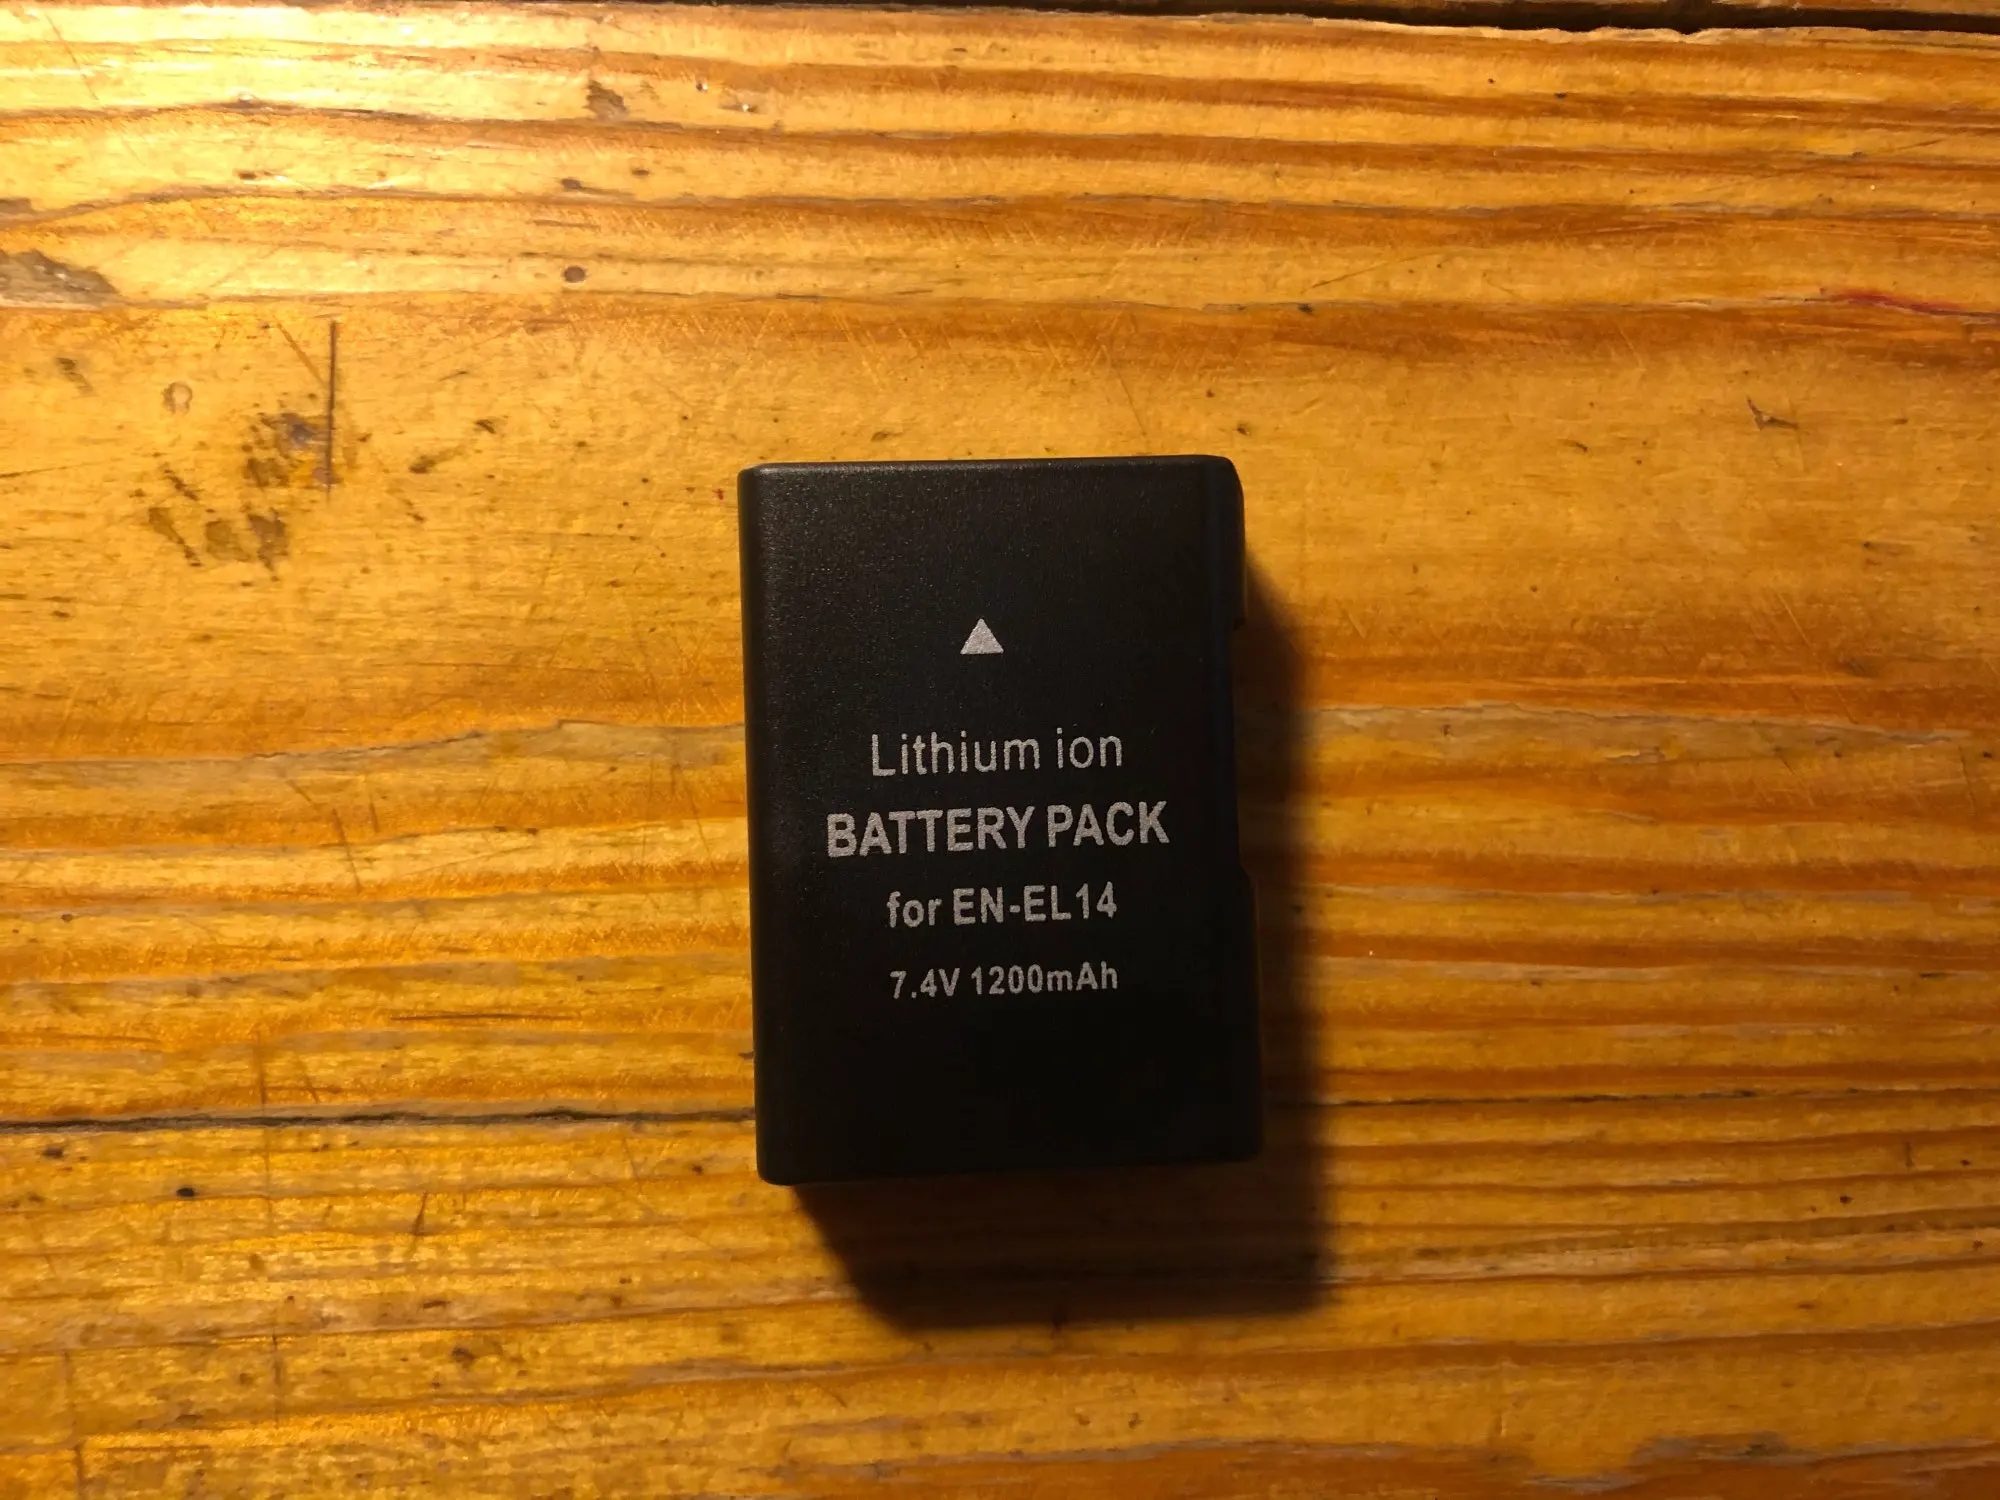 Lithium ion
BATTERY PACK
for EN-EL14
7.4V 1200mAh